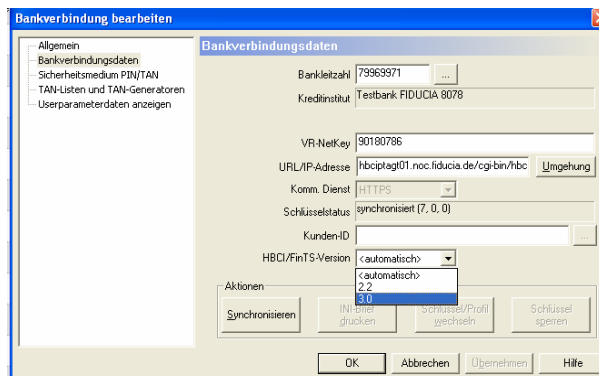 Bankverbindung bearbeiten
Allgemein
Bankverbindungsdaten
Sicherheitsmedium PIN/TAN
TAN-Listen und TAN-Generatoren
Userparameterdaten anzeigen
Bankverbindungsdaten
Bankleitzahl 79969971 ...
Kreditinstitut Testbank FIDUCIA 8078
VR-NetKey 90180786
URL/IP-Adresse hbciptagt01.noc.fiducia.de/cgi-bin/hbc Umgehung
Komm. Dienst HTTPS
Schlüsselstatus synchronisiert (7, 0, 0)
Kunden-ID ...
HBCI/FinTS-Version <automatisch>
<automatisch>
2.2
3.0
Aktionen
Synchronisieren
INI-Brief drucken
Schlüssel/Profil wechseln
Schlüssel sperren
OK Abbrechen Übernehmen Hilfe